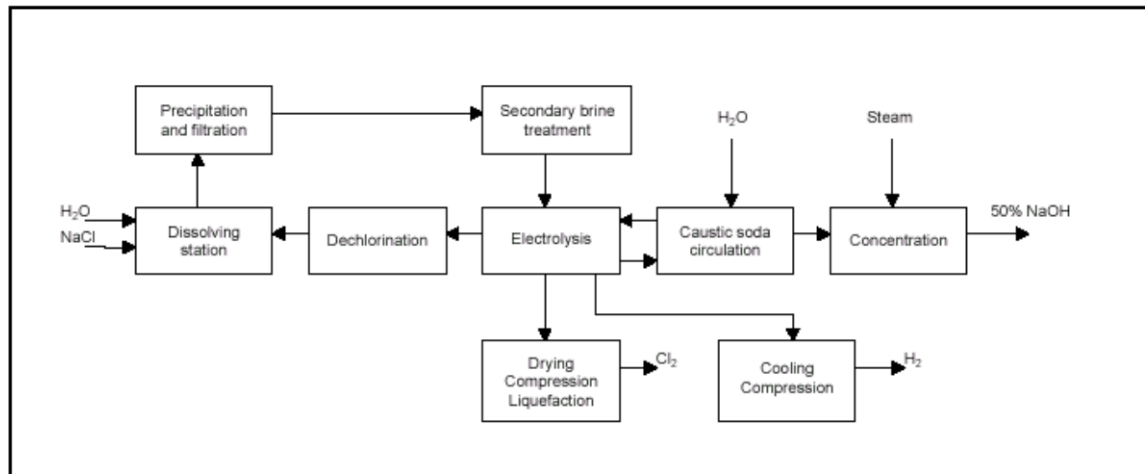 Precipitation
and filtration
Secondary brine
treatment
H₂O
Steam
H₂O
NaCl
Dissolving
station
Dechlorination
Electrolysis
Caustic soda
circulation
Concentration
50% NaOH
Drying
Compression
Liquefaction
Cl₂
Cooling
Compression
H₂